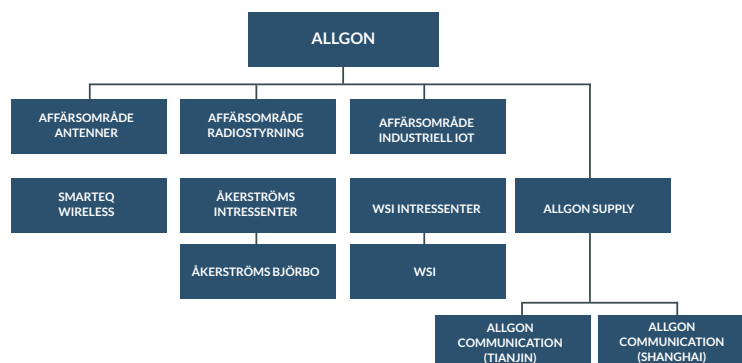 ALLGON
AFFÄRSOMRÅDE
ANTENNER
AFFÄRSOMRÅDE
RADIOSTYRNING
AFFÄRSOMRÅDE
INDUSTRIELL IOT
SMARTEQ
WIRELESS
ÅKERSTRÖMS
INTRESSENTER
WSI INTRESSENTER
ALLGON SUPPLY
ÅKERSTRÖMS BJÖRBO
WSI
ALLGON
COMMUNICATION
(TIANJIN)
ALLGON
COMMUNICATION
(SHANGHAI)